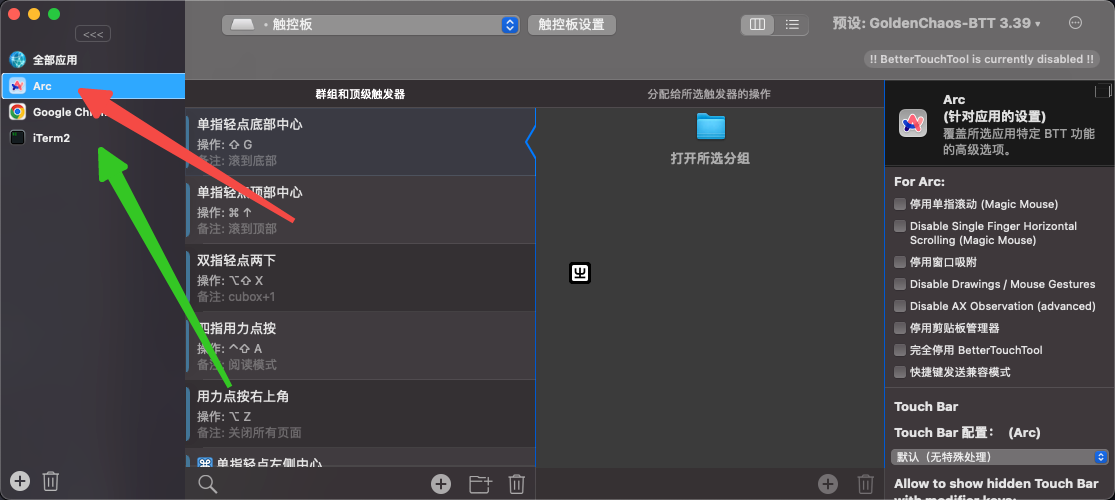 <<<
• 触控板
触控板设置
预设: GoldenChaos-BTT 3.39
!! BetterTouchTool is currently disabled !!
全部应用
Arc
Google
iTerm2
群组和顶级触发器
单指轻点底部中心
操作: ⇧ G
备注: 滚到底部
单指轻点顶部中心
操作: ⌘ ↑
备注: 滚到顶部
双指轻点两下
操作: ⌥⇧ X
备注: cubox+1
四指用力点按
操作: ^⇧ A
备注: 阅读模式
用力点按右上角
操作: ⌥ Z
备注: 关闭所有页面
⌘ 单指轻点左侧中心
分配给所选触发器的操作
打开所选分组
Arc
(针对应用的设置)
覆盖所选应用特定 BTT 功能
的高级选项。
For Arc:
停用单指滚动 (Magic Mouse)
Disable Single Finger Horizontal
Scrolling (Magic Mouse)
停用窗口吸附
Disable Drawings / Mouse Gestures
Disable AX Observation (advanced)
停用剪贴板管理器
完全停用 BetterTouchTool
快捷键发送兼容模式
Touch Bar
Touch Bar 配置： (Arc)
默认（无特殊处理）
Allow to show hidden Touch Bar
with modifier keys: